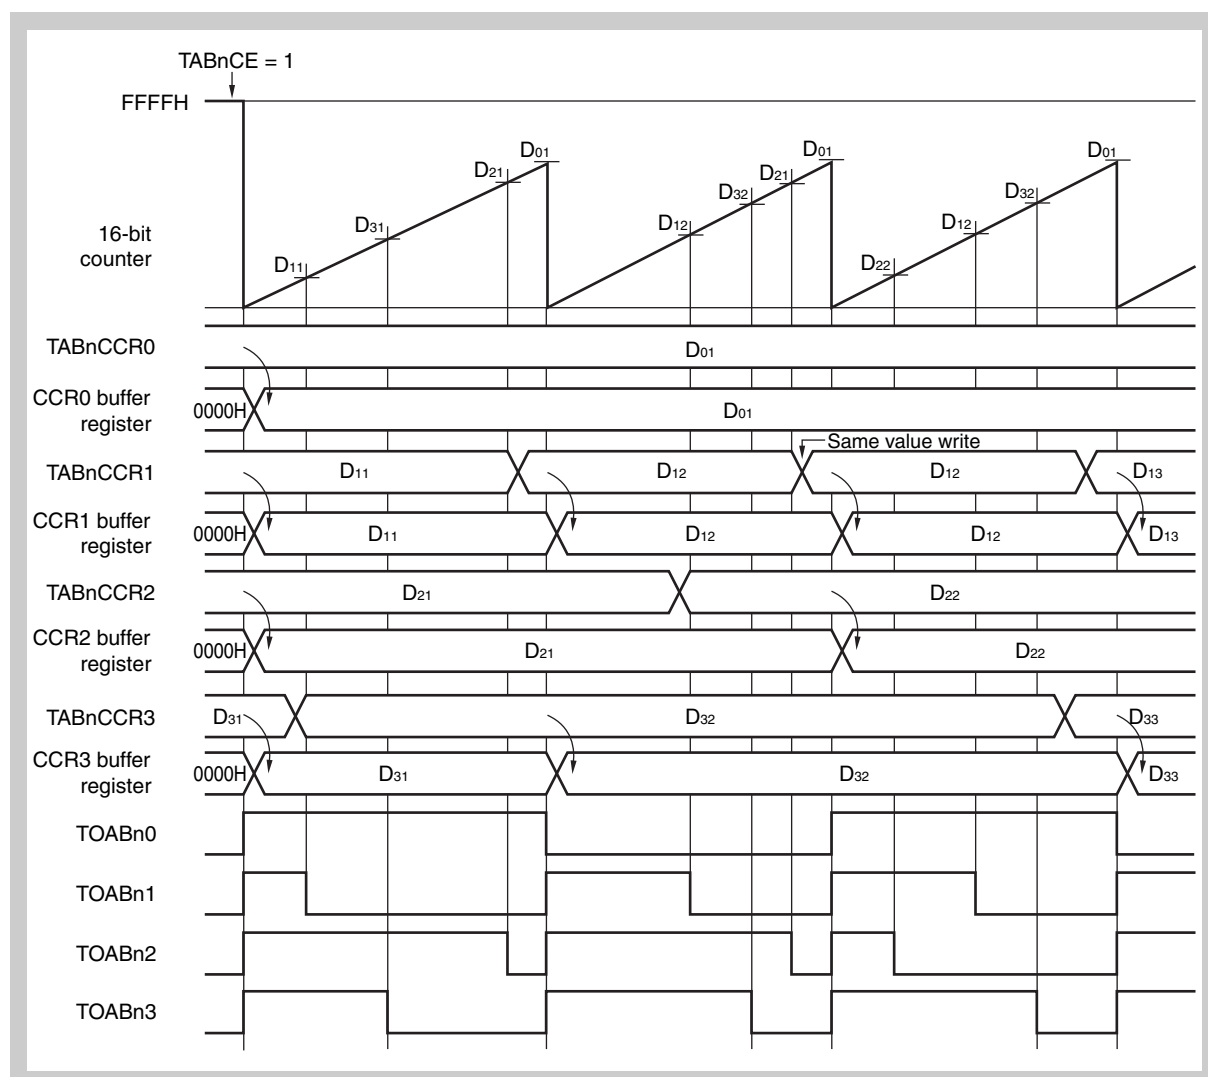 TABnCE = 1
FFFFH
D01 D01 D01
D21 D21
D32 D32
D31 D12 D12
16-bit
counter
D11 D22
TABnCCR0 D01
CCR0 buffer
register
0000H D01
Same value write
TABnCCR1 D11 D12 D12 D13
CCR1 buffer
register
0000H D11 D12 D12 D13
TABnCCR2 D21 D22
CCR2 buffer
register
0000H D21 D22
TABnCCR3 D31 D32 D33
CCR3 buffer
register
0000H D31 D32 D33
TOABn0
TOABn1
TOABn2
TOABn3